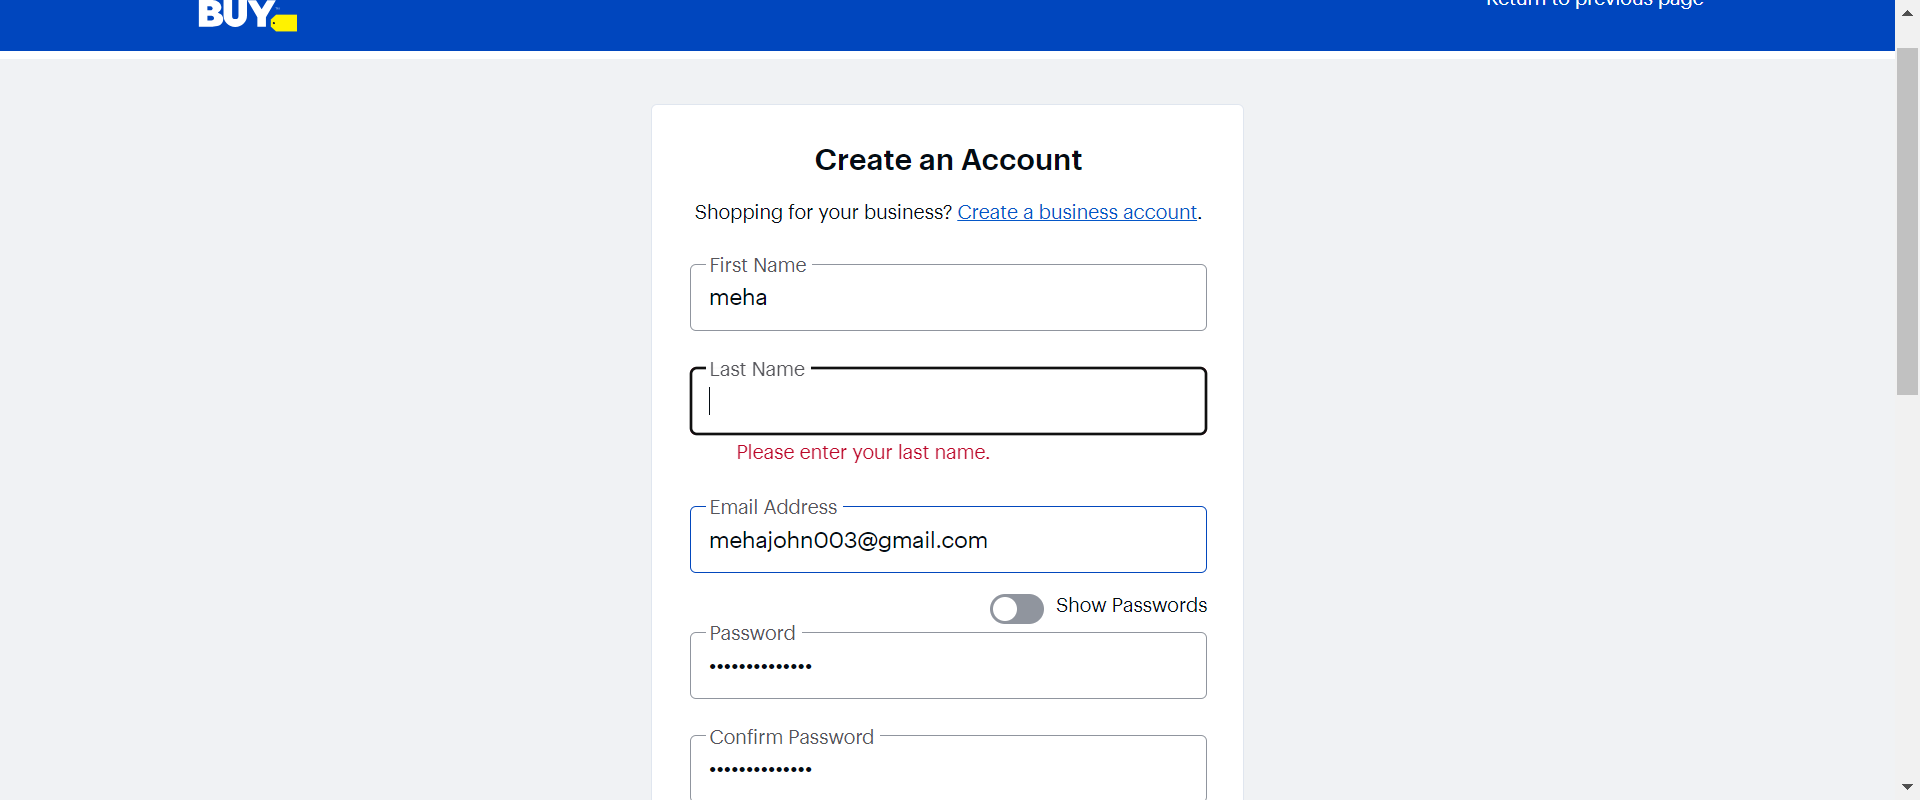 BUY
Return to previous page
Create an Account
Shopping for your business? Create a business account.
First Name
meha
Last Name
Please enter your last name.
Email Address
mehajohn003@gmail.com
Show Passwords
Password
••••••••••••••
Confirm Password
••••••••••••••